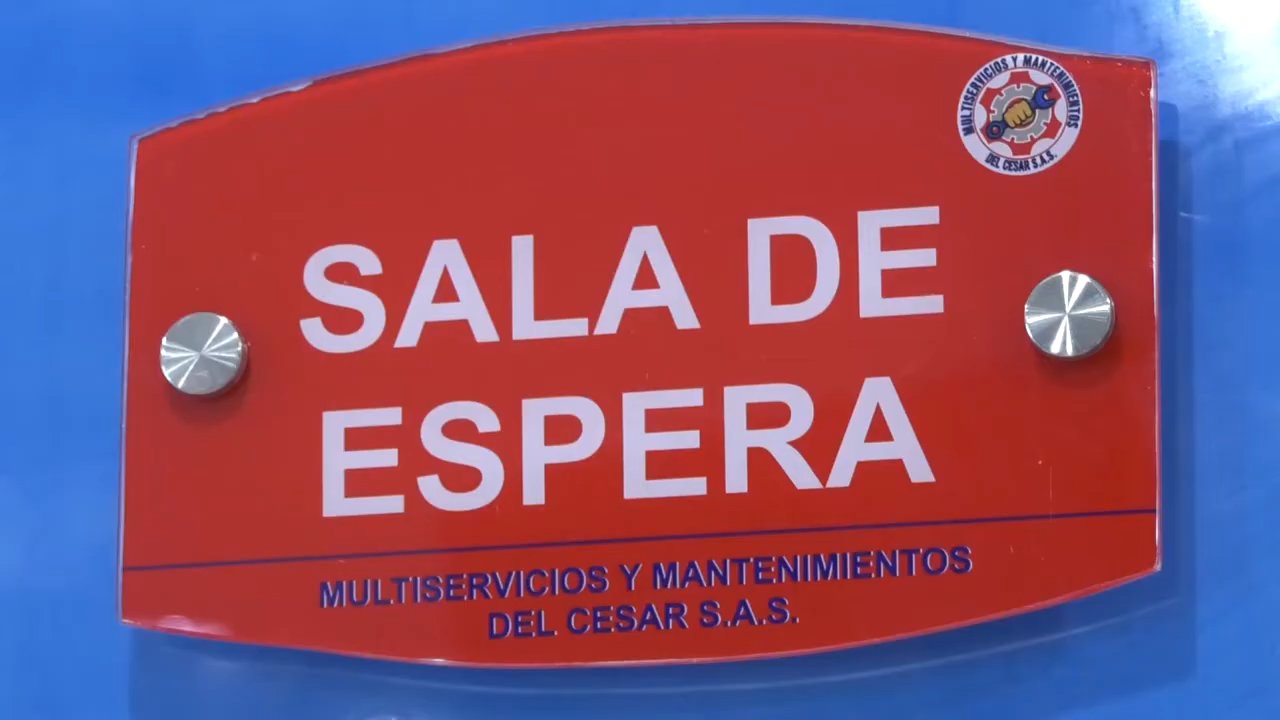 MULTISERVICIOS Y MANTENIMIENTOS
DEL CESAR S.A.S.
SALA DE
ESPERA
MULTISERVICIOS Y MANTENIMIENTOS
DEL CESAR S.A.S.